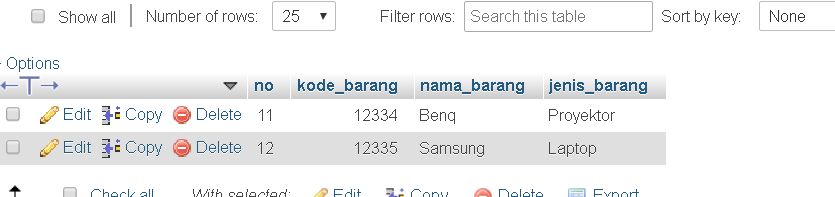 Show all Number of rows: 25 Filter rows: Search this table Sort by key: None
Options
no kode_barang nama_barang jenis_barang
Edit Copy Delete 11 12334 Benq Proyektor
Edit Copy Delete 12 12335 Samsung Laptop
Check all With selected: Edit Copy Delete Export